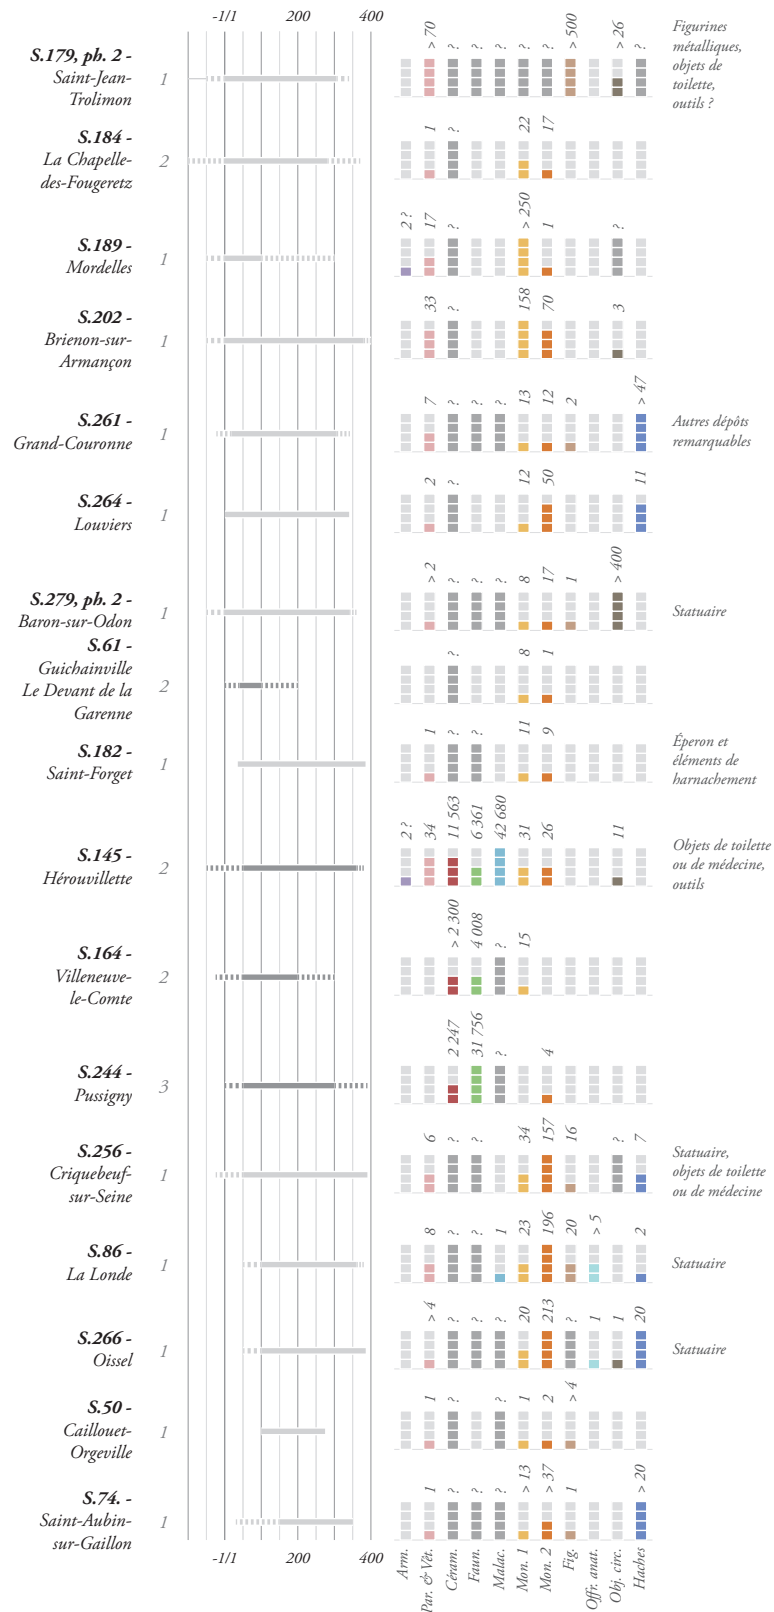 -1/1 200 400
S.179, ph. 2 -
Saint-Jean-
Trolimon
1
> 70 ? ? ? ? ? > 500 > 26 ?
Figurines
métalliques,
objets de
toilette,
outils ?
S.184 -
La Chapelle-
des-Fougeretz
2
1 ? 22 17
S.189 -
Mordelles
1
2 ? 17 ? > 250 1 ?
S.202 -
Brienon-sur-
Armançon
1
33 ? 158 70 3
S.261 -
Grand-Couronne
1
7 ? ? ? 13 12 2 > 47
Autres dépôts
remarquables
S.264 -
Louviers
1
2 ? 12 50 11
S.279, ph. 2 -
Baron-sur-Odon
1
> 2 ? ? ? 8 17 1 > 400
Statuaire
S.61 -
Guichainville
Le Devant de la
Garenne
2
? 8 1
S.182 -
Saint-Forget
1
1 ? ? 11 9
Éperon et
éléments de
harnachement
S.145 -
Hérouvillette
2
2 ? 34 11 563 6 361 42 680 31 26 11
Objets de toilette
ou de médecine,
outils
S.164 -
Villeneuve-
le-Comte
2
> 2 300 4 008 ? 15
S.244 -
Pussigny
3
2 247 31 756 ? 4
S.256 -
Criquebeuf-
sur-Seine
1
6 ? ? 34 157 16 ? 7
Statuaire,
objets de toilette
ou de médecine
S.86 -
La Londe
1
8 ? ? 1 23 196 20 > 5 2
Statuaire
S.266 -
Oissel
1
> 4 ? ? ? 20 213 ? 1 1 20
Statuaire
S.50 -
Caillouet-
Orgeville
1
1 ? ? 1 2 > 4
S.74. -
Saint-Aubin-
sur-Gaillon
1
1 ? ? ? > 13 > 37 1 > 20
-1/1 200 400
Arm.
Par. & Vêt.
Céram.
Faun.
Malac.
Mon. 1
Mon. 2
Fig.
Offr. anat.
Obj. circ.
Haches